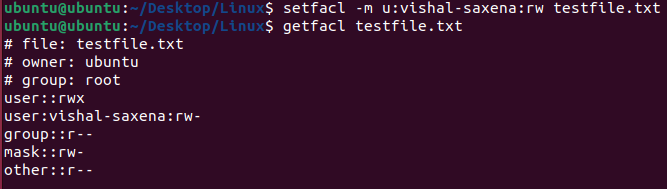 ubuntu@ubuntu:~/Desktop/Linux$ setfacl -m u:vishal-saxena:rw testfile.txt
ubuntu@ubuntu:~/Desktop/Linux$ getfacl testfile.txt
# file: testfile.txt
# owner: ubuntu
# group: root
user::rwx
user:vishal-saxena:rw-
group::r--
mask::rw-
other::r--